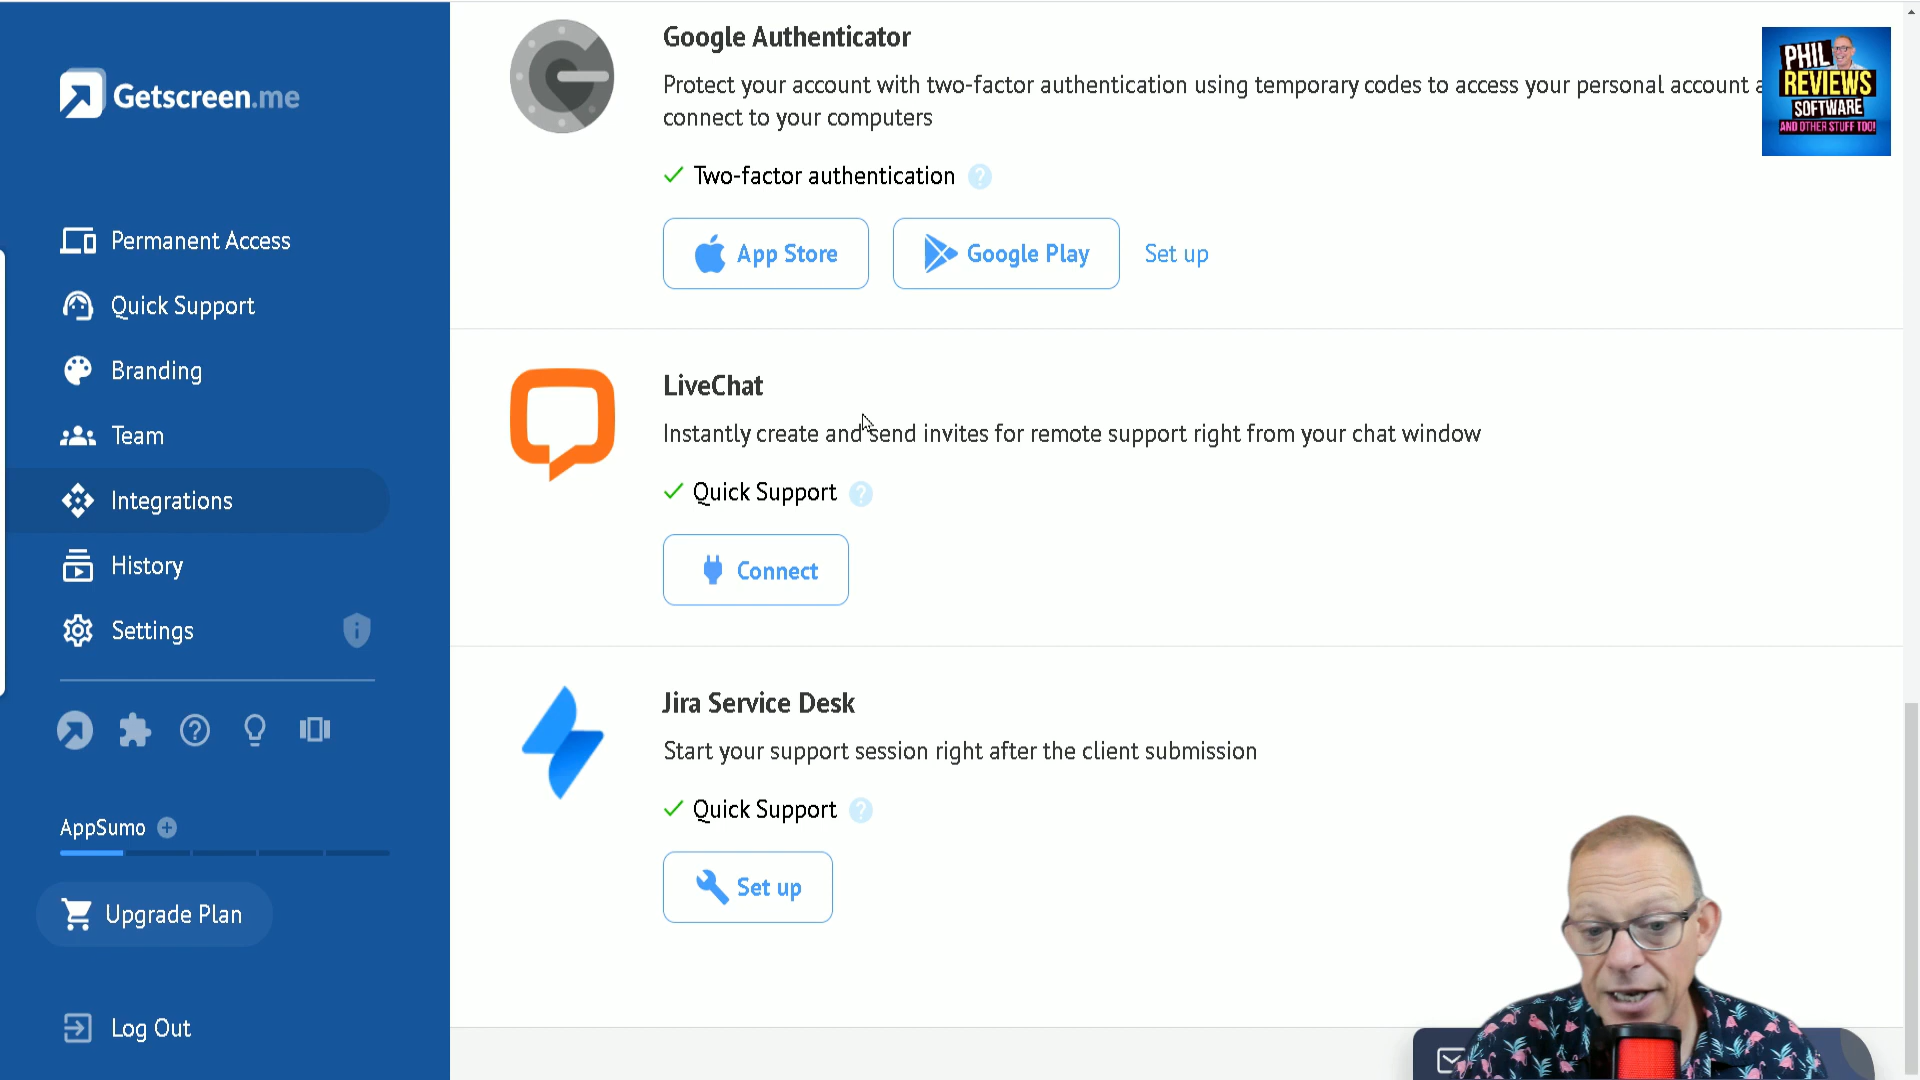 Getscreen.me
Permanent Access
Quick Support
Branding
Team
Integrations
History
Settings
AppSumo
Upgrade Plan
Log Out
Google Authenticator
Protect your account with two-factor authentication using temporary codes to access your personal account
connect to your computers
Two-factor authentication ?
App Store
Google Play
Set up
LiveChat
Instantly create and send invites for remote support right from your chat window
Quick Support ?
Connect
Jira Service Desk
Start your support session right after the client submission
Quick Support ?
Set up
PHIL
REVIEWS
SOFTWARE
AND OTHER STUFF TOO!